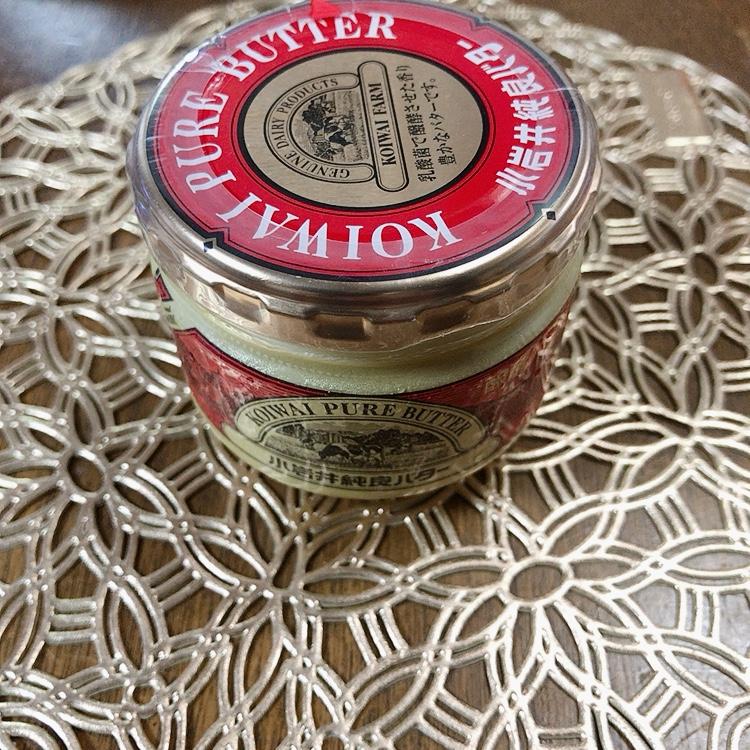 KOIWAI PURE BUTTER
小岩井純良バター
GENUINE DAIRY PRODUCTS
KOIWAI FARM
乳酸菌で醗酵させた香り
豊かなバターです。
KOIWAI PURE BUTTER
小岩井純良バター